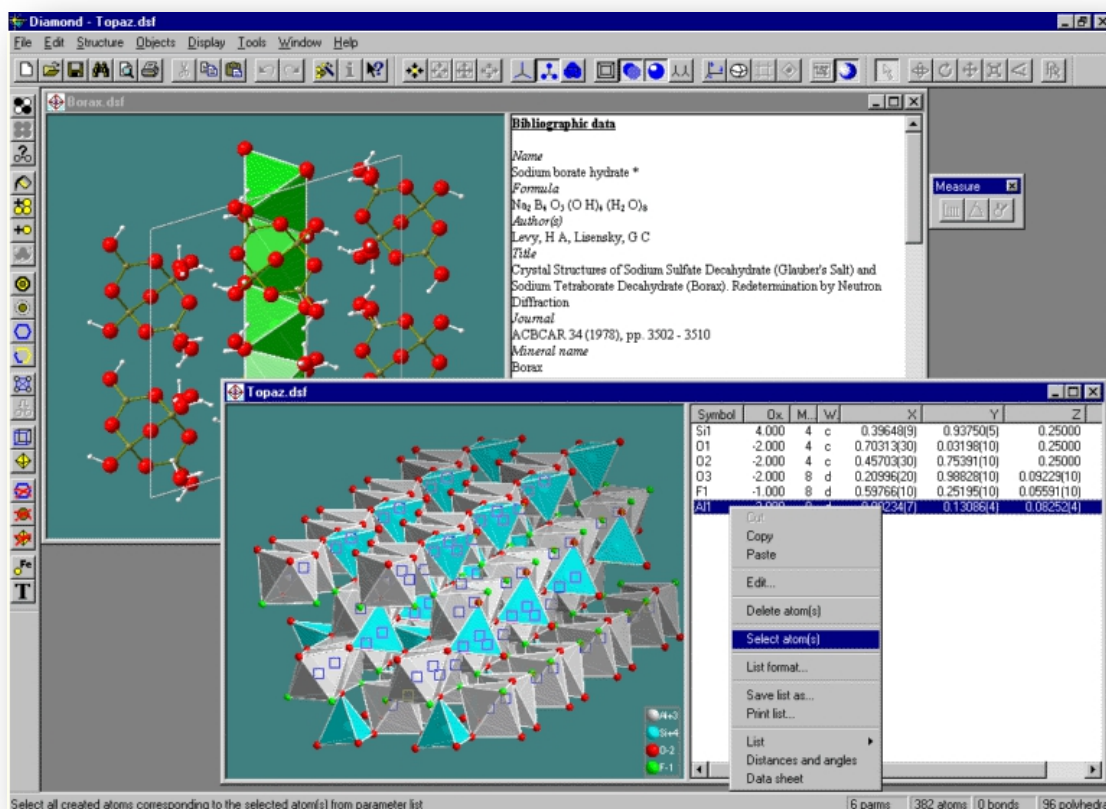 Diamond - Topaz.dsf
File Edit Structure Objects Display Tools Window Help
Borax.dsf
Bibliographic data
Name
Sodium borate hydrate *
Formula
Author(s)
Levy, H A, Lisensky, G C
Title
Crystal Structures of Sodium Sulfate Decahydrate (Glauber's Salt) and
Sodium Tetraborate Decahydrate (Borax). Redetermination by Neutron
Diffraction
Journal
ACBCAR 34 (1978), pp. 3502 - 3510
Mineral name
Borax
Measure
Fe
T
Topaz.dsf
Symbol Ox. M... W. X Y Z
Si1 4.000 4 c 0.39648(9) 0.93750(5) 0.25000
O1 -2.000 4 c 0.70313(30) 0.03198(10) 0.25000
O2 -2.000 4 c 0.45703(30) 0.75391(10) 0.25000
O3 -2.000 8 d 0.20996(20) 0.98828(10) 0.09229(10)
F1 -1.000 8 d 0.59766(10) 0.25195(10) 0.05591(10)
Al1 0.13086(4) 0.08252(4)
Cut
Copy
Paste
Edit...
Delete atom(s)
Select atom(s)
List format...
Save list as...
Print list...
List
Distances and angles
Data sheet
Al+3
Si+4
O-2
F-1
Select all created atoms corresponding to the selected atom(s) from parameter list
6 parms 382 atoms 0 bonds 96 polyhedr